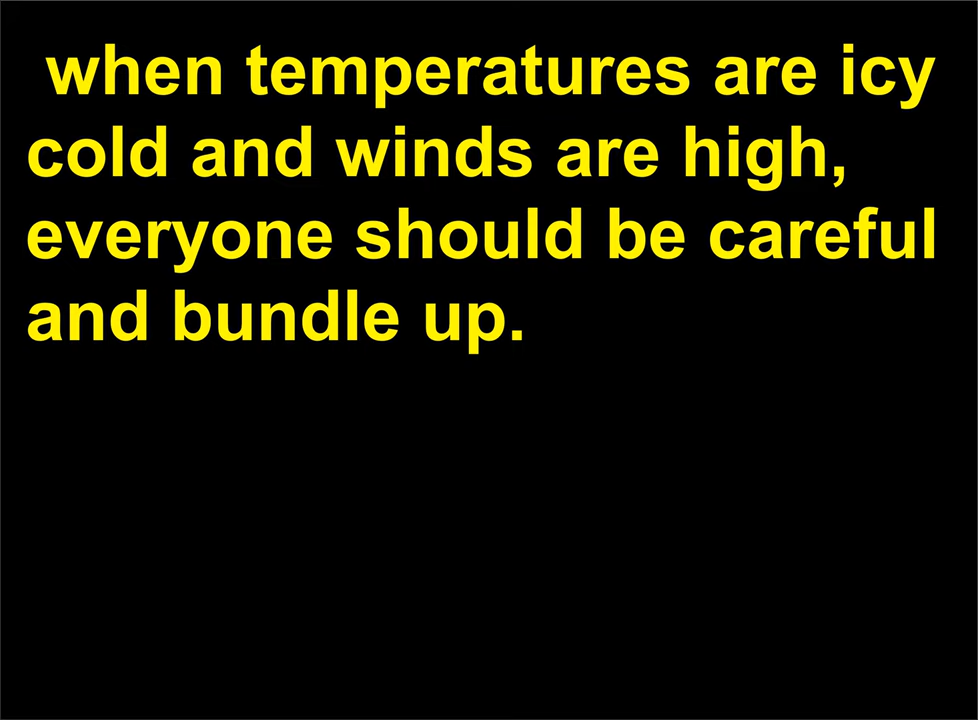 when temperatures are icy
cold and winds are high,
everyone should be careful
and bundle up.